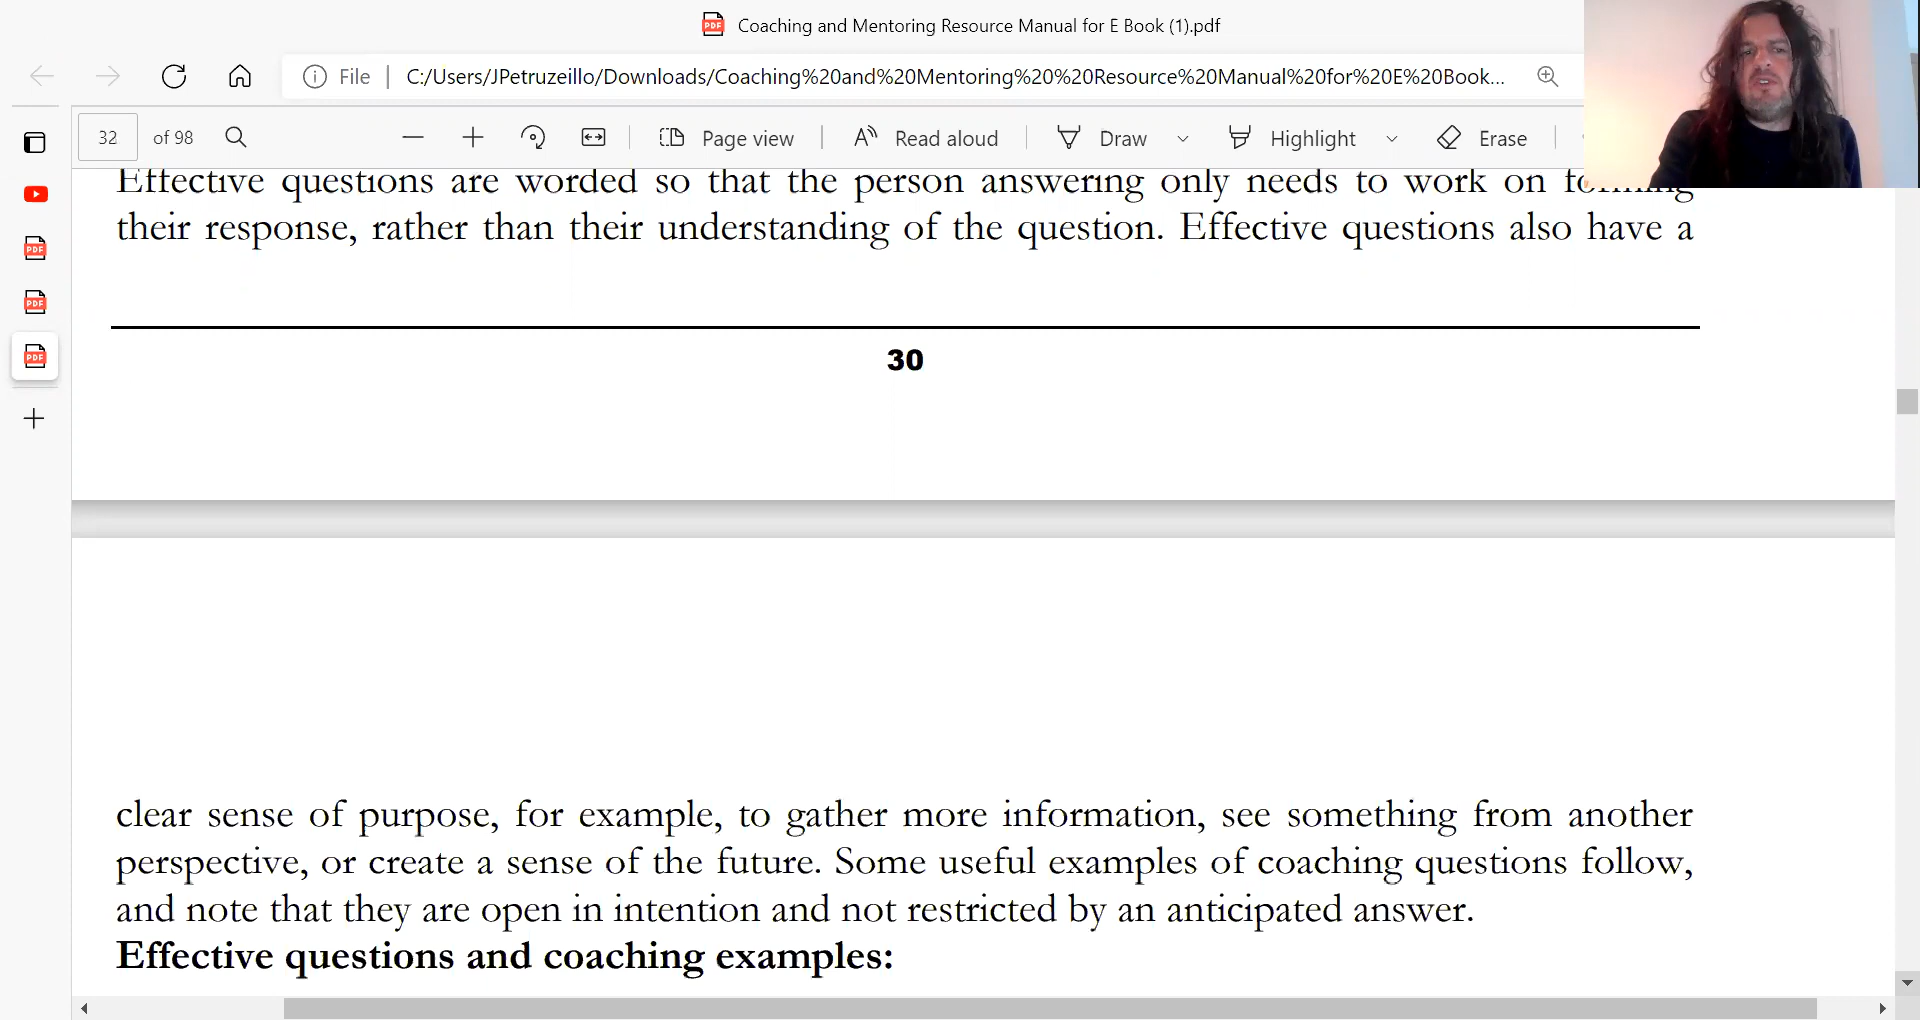 Coaching and Mentoring Resource Manual for E Book (1).pdf
File | C:/Users/JPetruzeillo/Downloads/Coaching%20and%20Mentoring%20%20Resource%20Manual%20for%20E%20Book...
32 of 98 Page view Read aloud Draw Highlight Erase
Effective questions are worded so that the person answering only needs to work on forming
their response, rather than their understanding of the question. Effective questions also have a
30
clear sense of purpose, for example, to gather more information, see something from another
perspective, or create a sense of the future. Some useful examples of coaching questions follow,
and note that they are open in intention and not restricted by an anticipated answer.
Effective questions and coaching examples: